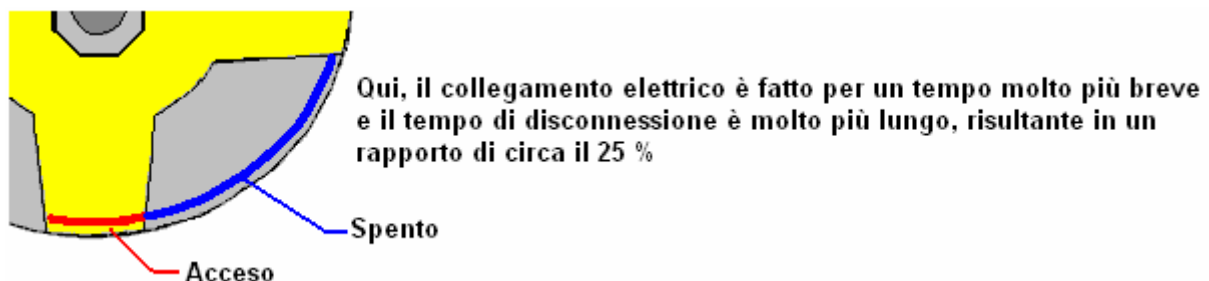 Qui, il collegamento elettrico è fatto per un tempo molto più breve
e il tempo di disconnessione è molto più lungo, risultante in un
rapporto di circa il 25 %
Spento
Acceso